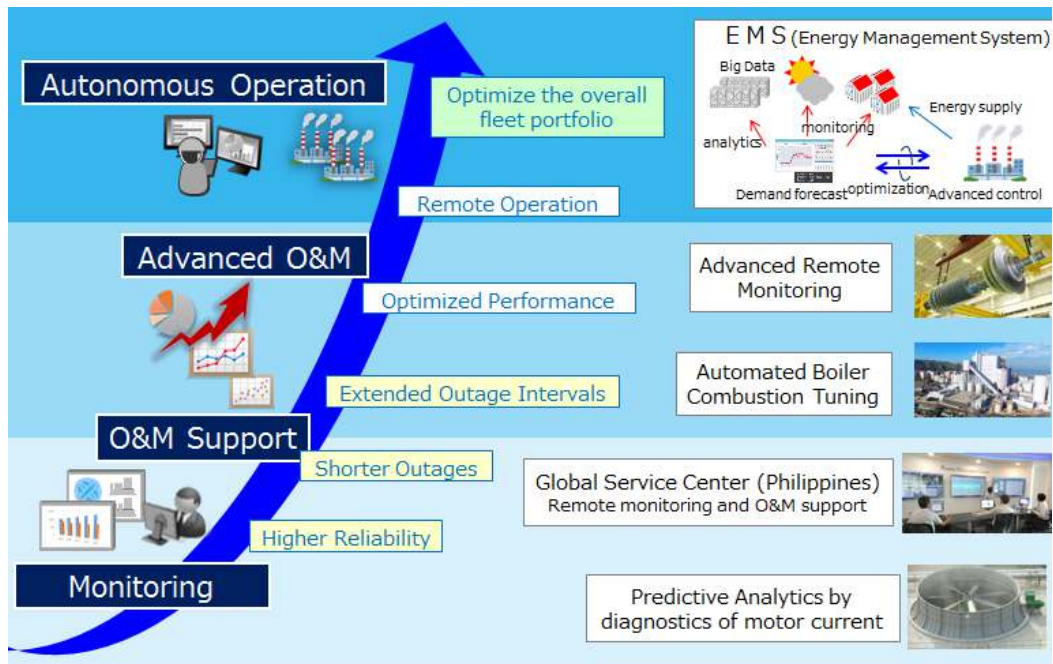 E M S (Energy Management System)
Big Data
Energy supply
monitoring
analytics
Demand forecast
optimization
Advanced control
Autonomous Operation
Optimize the overall
fleet portfolio
Remote Operation
Advanced O&M
Advanced Remote
Monitoring
Optimized Performance
Automated Boiler
Combustion Tuning
Extended Outage Intervals
O&M Support
Shorter Outages
Global Service Center (Philippines)
Remote monitoring and O&M support
Higher Reliability
Monitoring
Predictive Analytics by
diagnostics of motor current